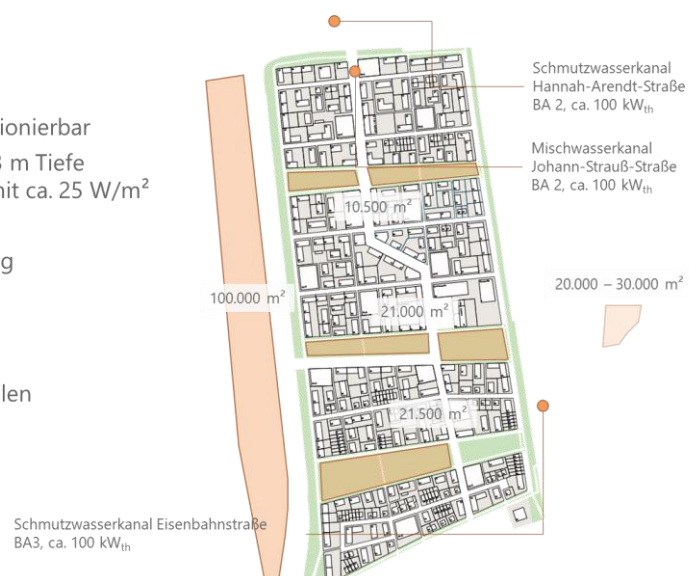 ionierbar
3 m Tiefe
nit ca. 25 W/m²
g
len
Schmutzwasserkanal
Hannah-Arendt-Straße
BA 2, ca. 100 kWth
Mischwasserkanal
Johann-Strauß-Straße
BA 2, ca. 100 kWth
10.500 m²
20.000 – 30.000 m²
100.000 m²
21.000 m²
21.500 m²
Schmutzwasserkanal Eisenbahnstraße
BA3, ca. 100 kWth